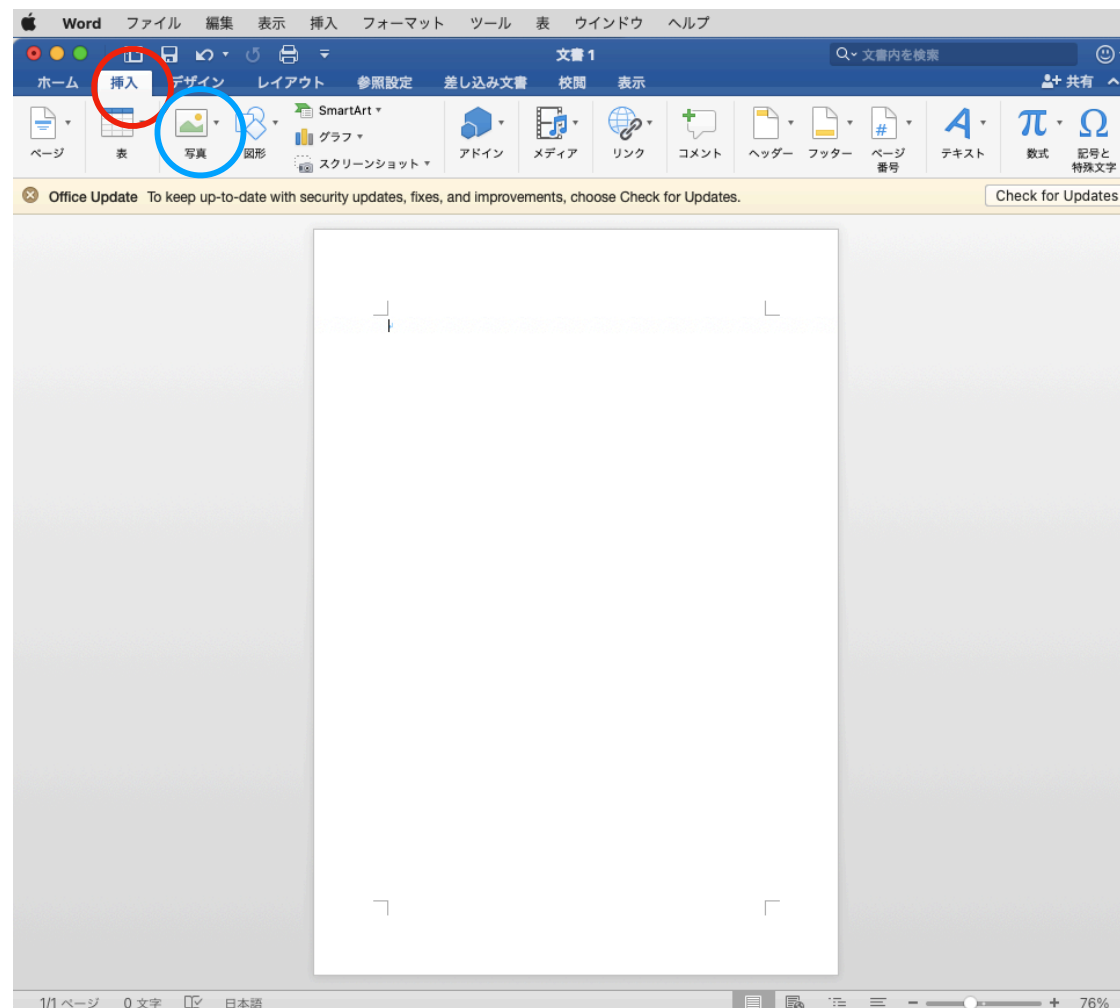 Word ファイル 編集 表示 挿入 フォーマット ツール 表 ウインドウ ヘルプ
文書 1
文書内を検索
ホーム 挿入 デザイン レイアウト 参照設定 差し込み文書 校閲 表示 共有
ページ 表 写真 図形
SmartArt
グラフ
スクリーンショット
アドイン メディア リンク コメント ヘッダー フッター ページ番号 テキスト 数式 記号と特殊文字
Office Update To keep up-to-date with security updates, fixes, and improvements, choose Check for Updates. Check for Updates
1/1 ページ 0 文字 日本語 76%